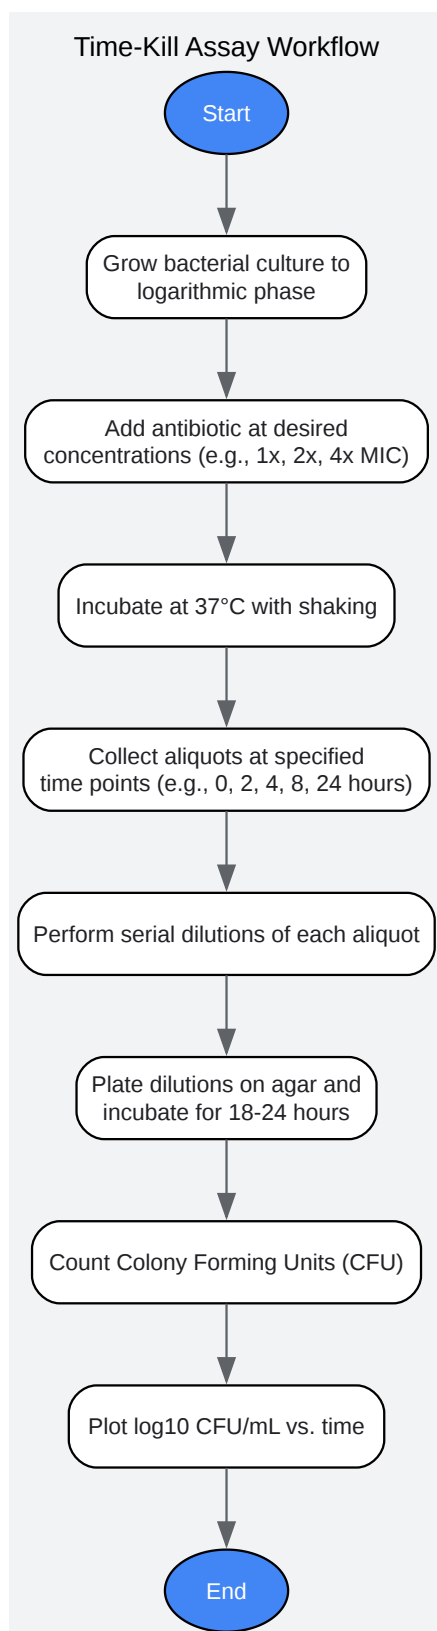 Time-Kill Assay Workflow
Start
Grow bacterial culture to
logarithmic phase
Add antibiotic at desired
concentrations (e.g., 1x, 2x, 4x MIC)
Incubate at 37°C with shaking
Collect aliquots at specified
time points (e.g., 0, 2, 4, 8, 24 hours)
Perform serial dilutions of each aliquot
Plate dilutions on agar and
incubate for 18-24 hours
Count Colony Forming Units (CFU)
Plot log10 CFU/mL vs. time
End